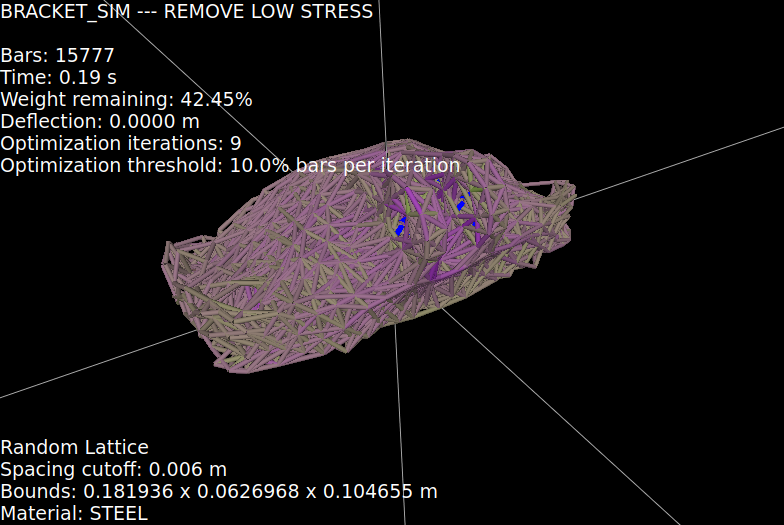 BRACKET_SIM --- REMOVE LOW STRESS
Bars: 15777
Time: 0.19 s
Weight remaining: 42.45%
Deflection: 0.0000 m
Optimization iterations: 9
Optimization threshold: 10.0% bars per iteration
Random Lattice
Spacing cutoff: 0.006 m
Bounds: 0.181936 x 0.0626968 x 0.104655 m
Material: STEEL